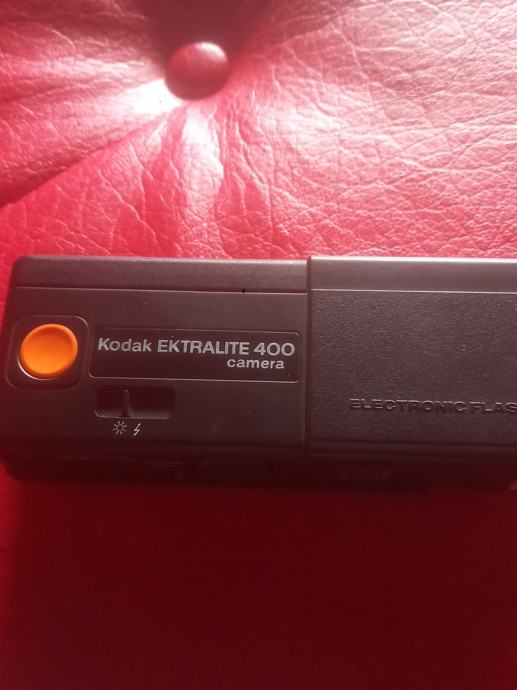 Kodak EKTRALITE 400
camera
ELECTRONIC FLAS